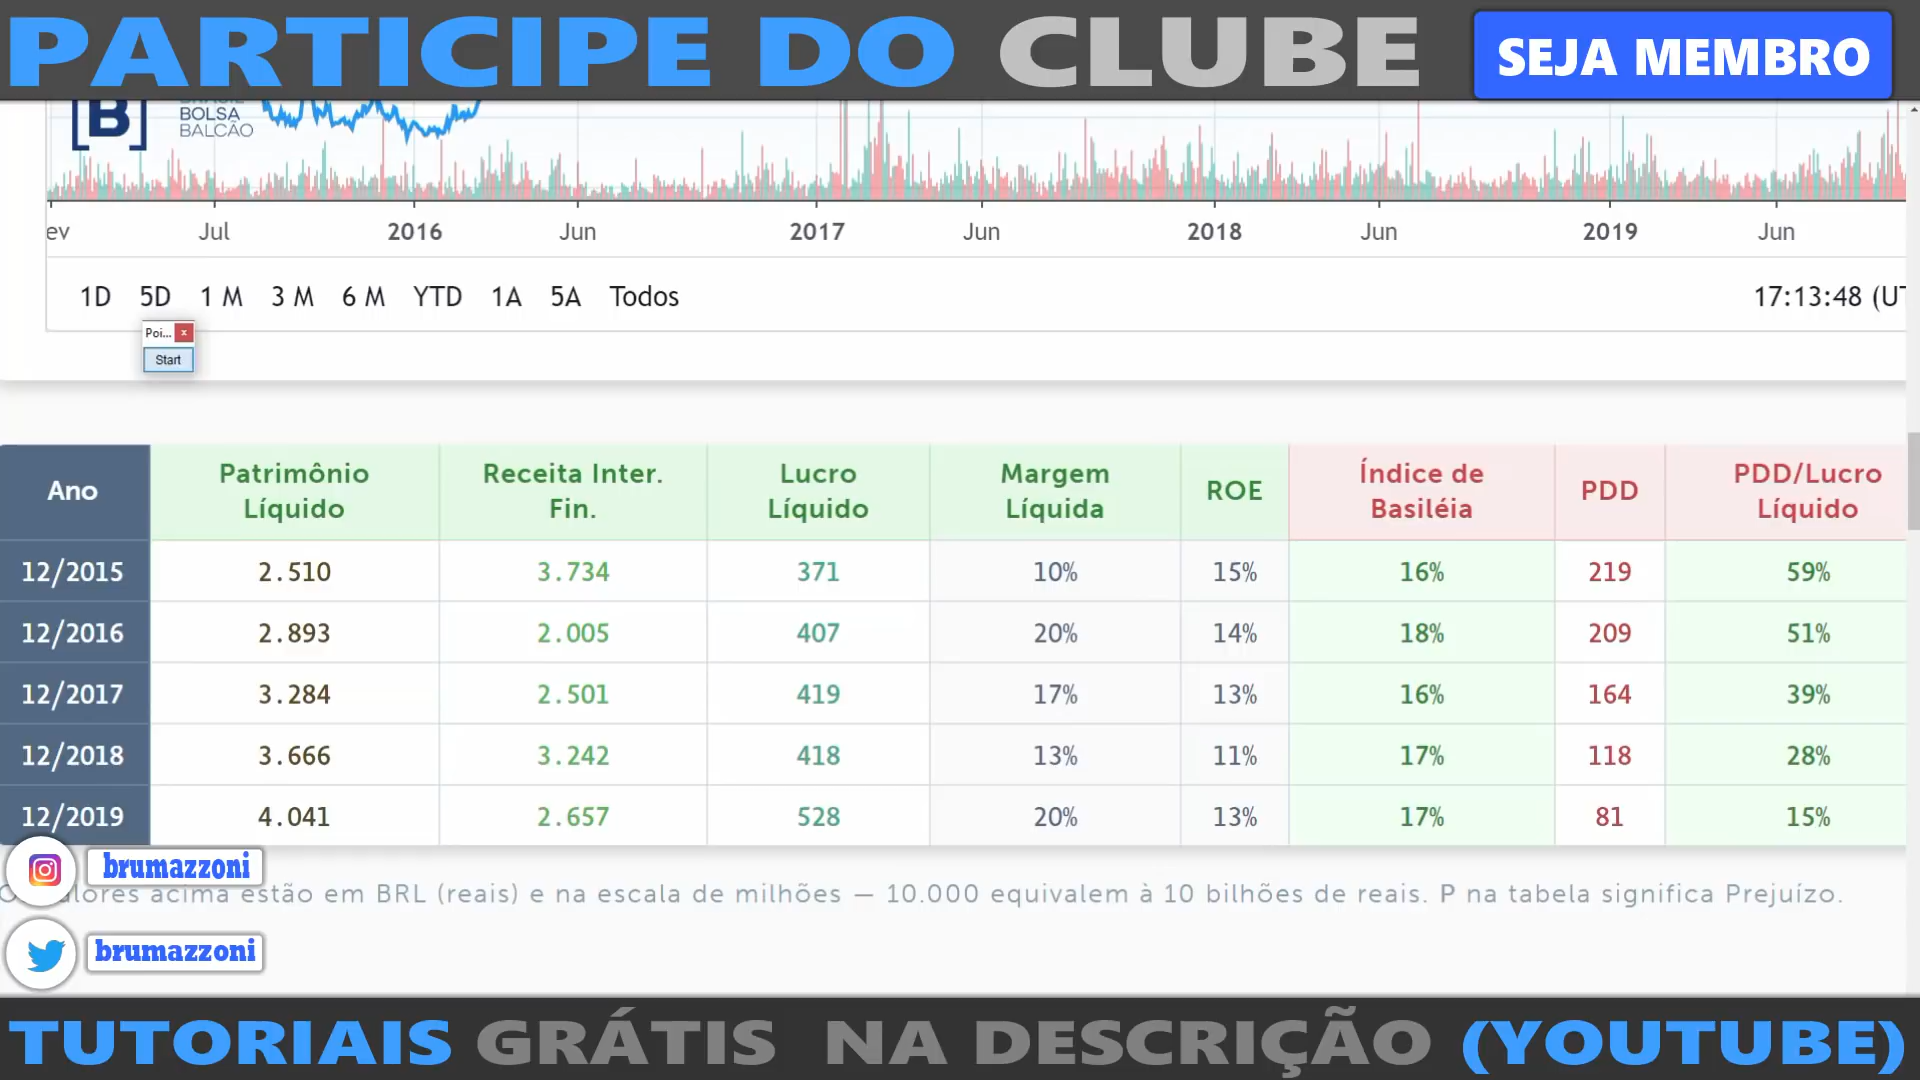 PARTICIPE DO CLUBE
SEJA MEMBRO
B
BRASIL
BOLSA
BALCÃO
ev Jul 2016 Jun 2017 Jun 2018 Jun 2019 Jun
1D 5D 1 M 3 M 6 M YTD 1A 5A Todos
17:13:48 (UT
Poi... x
Start
Ano Patrimônio Líquido Receita Inter. Fin. Lucro Líquido Margem Líquida ROE Índice de Basiléia PDD PDD/Lucro Líquido
12/2015 2.510 3.734 371 10% 15% 16% 219 59%
12/2016 2.893 2.005 407 20% 14% 18% 209 51%
12/2017 3.284 2.501 419 17% 13% 16% 164 39%
12/2018 3.666 3.242 418 13% 11% 17% 118 28%
12/2019 4.041 2.657 528 20% 13% 17% 81 15%
brumazzoni
alores acima estão em BRL (reais) e na escala de milhões — 10.000 equivalem à 10 bilhões de reais. P na tabela significa Prejuízo.
brumazzoni
TUTORIAIS GRÁTIS NA DESCRIÇÃO (YOUTUBE)